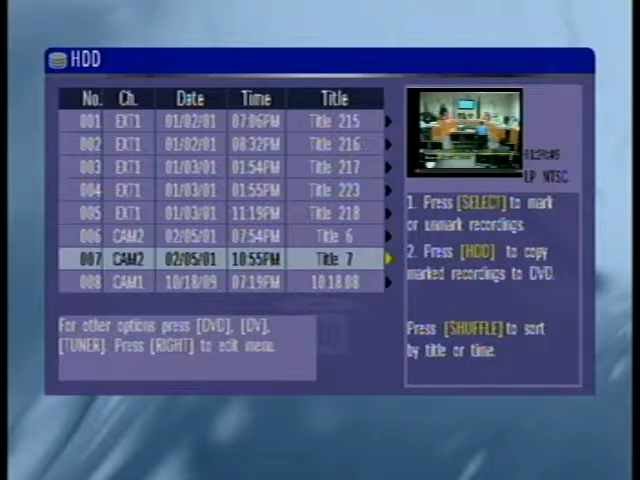 HDD
No. Ch. Date Time Title
001 EXT1 01/02/01 07:06PM Title 215
002 EXT1 01/02/01 08:32PM Title 216
003 EXT1 01/03/01 01:54PM Title 217
004 EXT1 01/03/01 01:55PM Title 223
005 EXT1 01/03/01 11:19PM Title 218
006 CAM2 02/05/01 07:54PM Title 6
007 CAM2 02/05/01 10:55PM Title 7
008 CAM1 10/18/09 07:19PM 10.18.08
LP NTSC
1. Press [SELECT] to mark
or unmark recordings.
2. Press [HDD] to copy
marked recordings to DVD.
Press [SHUFFLE] to sort
by title or time.
For other options press [DVD], [DV],
[TUNER]. Press [RIGHT] to edit menu.